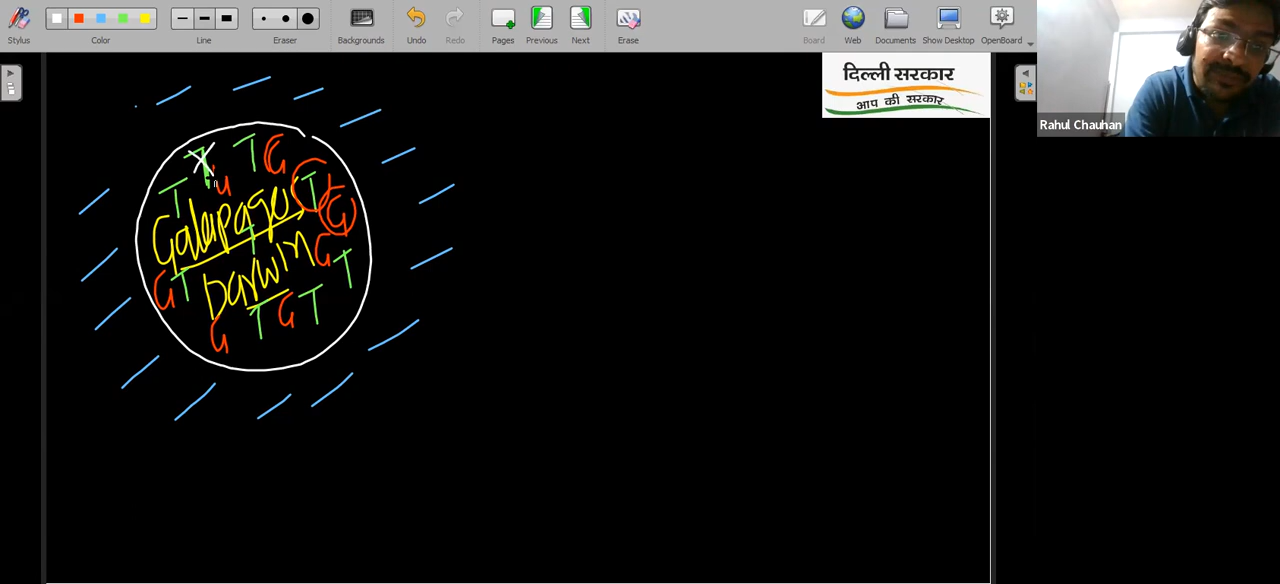 Stylus
Color
Line
Eraser
Backgrounds
Undo
Redo
Pages
Previous
Next
Erase
Board
Web
Documents
Show Desktop
OpenBoard
दिल्ली सरकार
आप की सरकार
Rahul Chauhan
T T T G
G T
T G
Galapagus
T
Darwin G
G T T
T G T
G